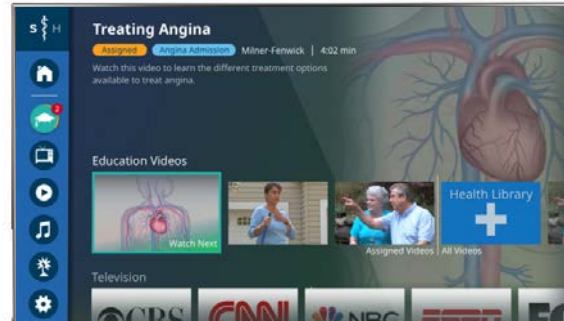 S H
Treating Angina
Assigned Angina Admission Milner-Fenwick | 4:02 min
Watch this video to learn the different treatment options
available to treat angina.
2
Education Videos
Health Library
Watch Next
Assigned Videos All Videos
Television
CBS CNN NBC ESPN